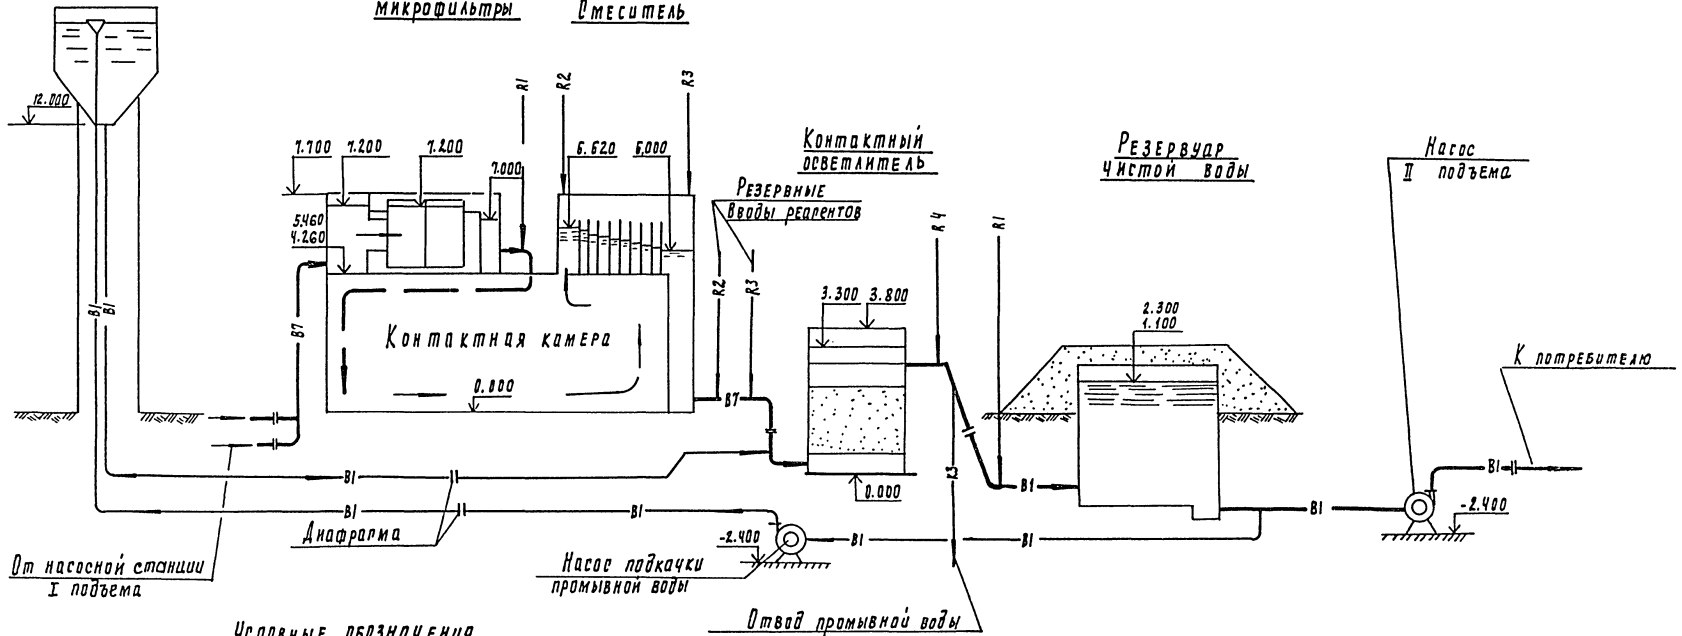 микрофильтры
Смеситель
R1
R2
R3
12.000
7.700
7.200
7.200
7.000
6.620
6.000
Контактный
осветлитель
Резервуар
чистой воды
Насос
II подъема
Резервные
вводы реагентов
5.460
4.260
R4
R1
B1
B1
B7
R2
R3
3.300
3.800
2.300
1.100
Контактная камера
К потребителю
0.800
B7
B1
B1
B1
R3
0.000
B1
B1
B1
-2.400
Диафрагма
-2.400
B1
B1
От насосной станции
I подъема
Насос подкачки
промывной воды
Отвод промывной воды
Условные обозначения